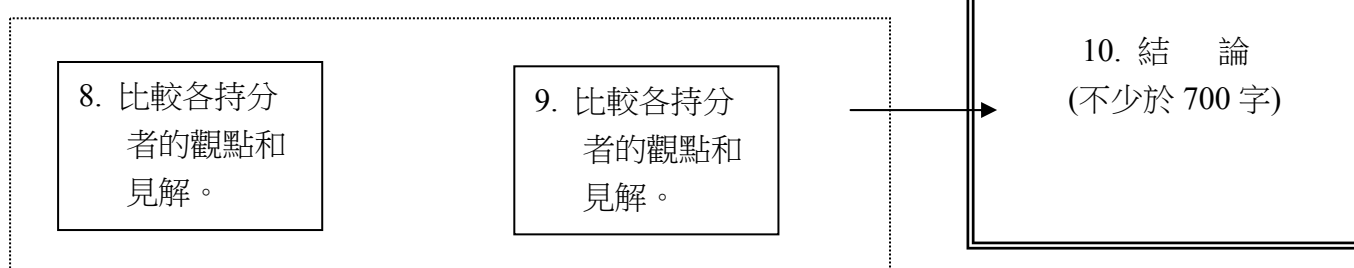 8. 比較各持分
者的觀點和
見解。
9. 比較各持分
者的觀點和
見解。
10. 結 論
(不少於 700 字)